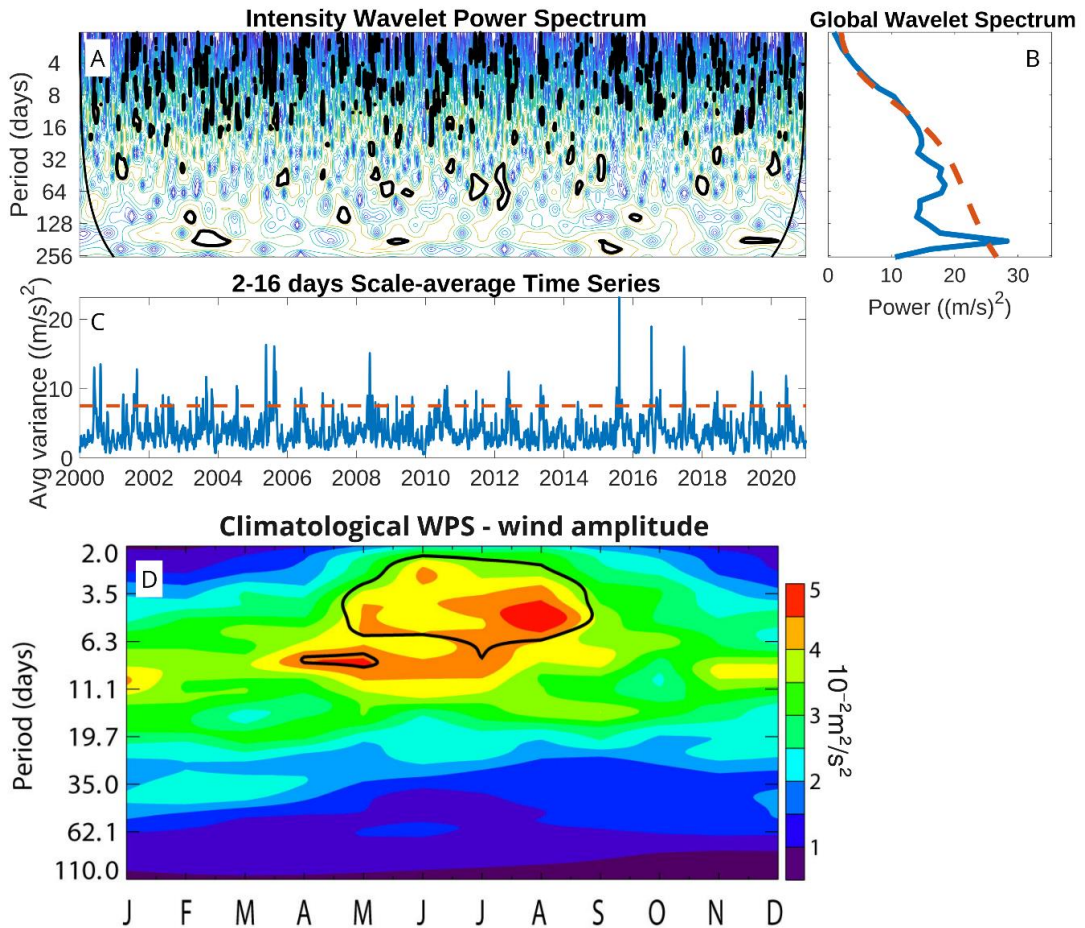 Intensity Wavelet Power Spectrum
A
Period (days)
4
8
16
32
64
128
256
Global Wavelet Spectrum
B
0 10 20 30
Power ((m/s)²)
2-16 days Scale-average Time Series
C
Avg variance ((m/s)²)
20
10
0
2000 2002 2004 2006 2008 2010 2012 2014 2016 2018 2020
Climatological WPS - wind amplitude
D
Period (days)
2.0
3.5
6.3
11.1
19.7
35.0
62.1
110.0
J F M A M J J A S O N D
5
4
3
2
1
10⁻²m²/s²